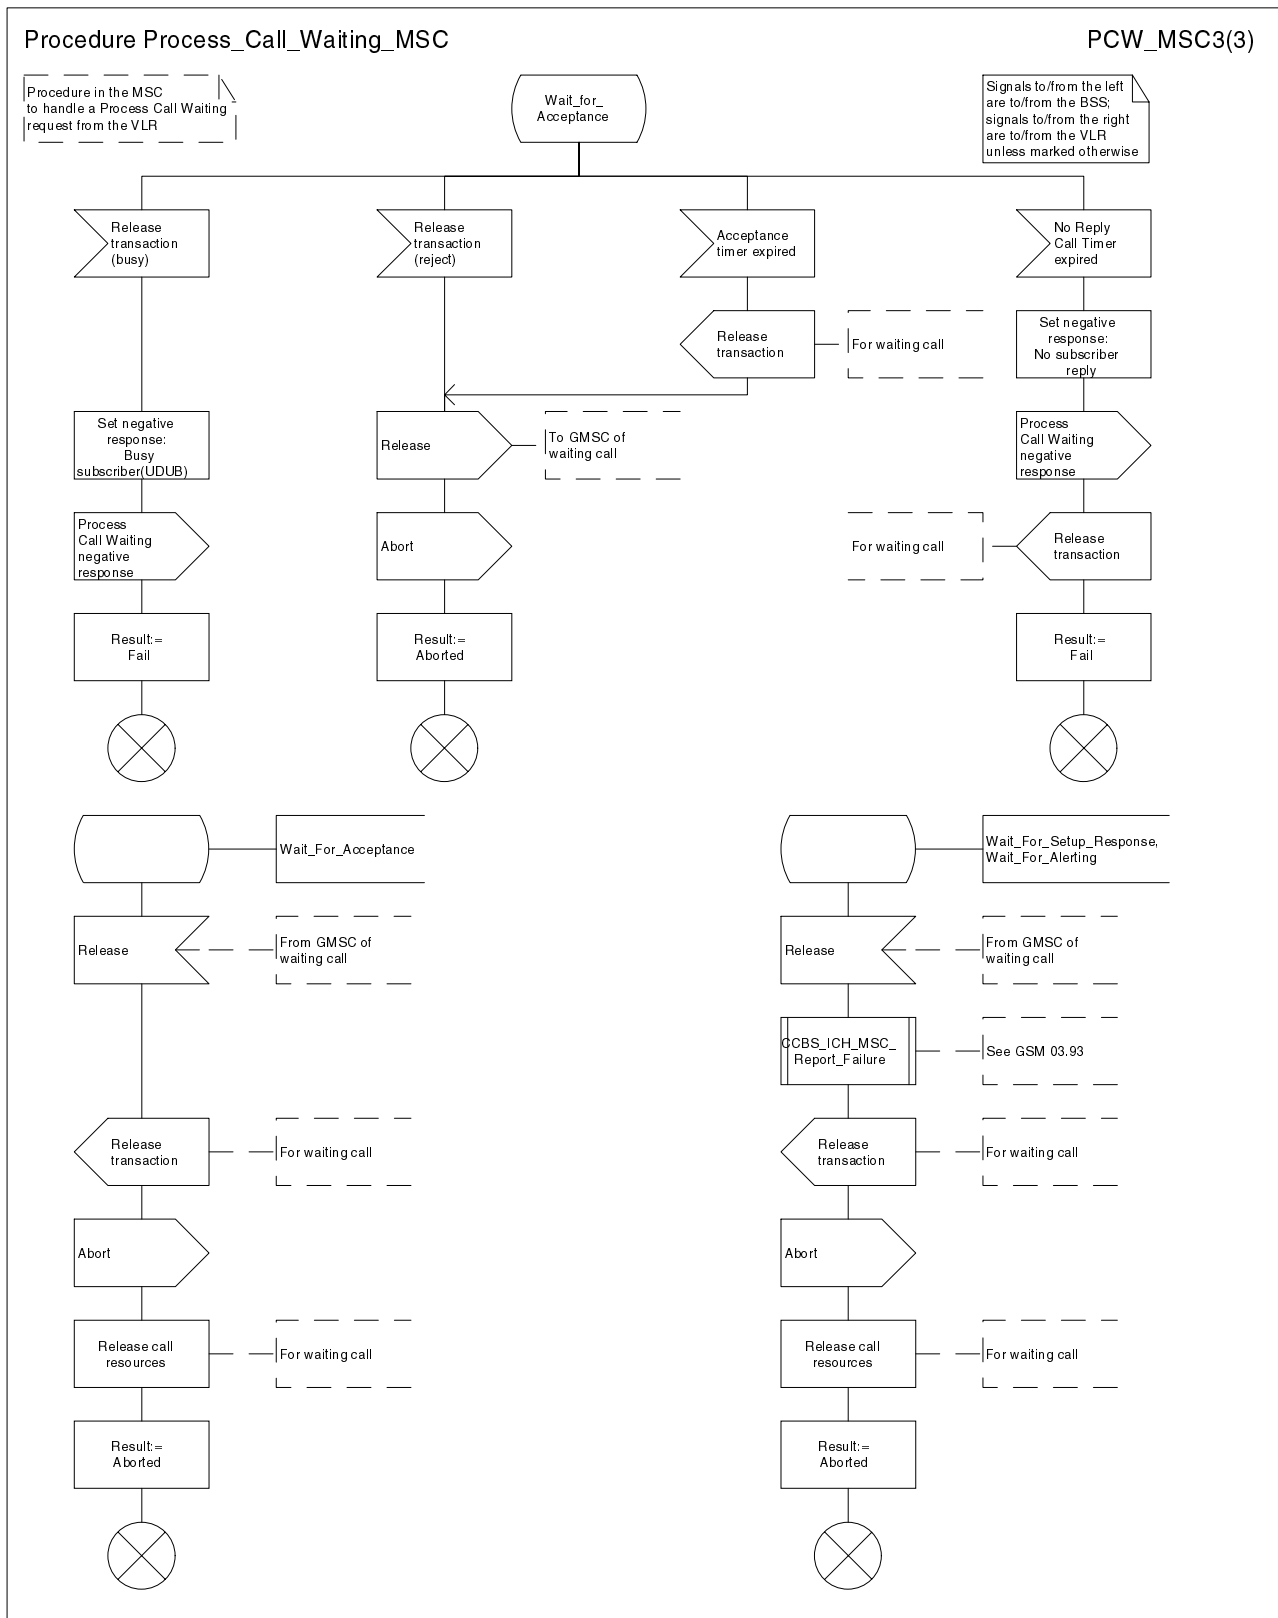 Procedure Process_Call_Waiting_MSC
PCW_MSC3(3)
Procedure in the MSC
to handle a Process Call Waiting
request from the VLR
Wait_for_
Acceptance
Signals to/from the left
are to/from the BSS;
signals to/from the right
are to/from the VLR
unless marked otherwise
Release
transaction
(busy)
Release
transaction
(reject)
Acceptance
timer expired
No Reply
Call Timer
expired
Release
transaction
For waiting call
Set negative
response:
No subscriber
reply
Set negative
response:
Busy
subscriber(UDUB)
Release
To GMSC of
waiting call
Process
Call Waiting
negative
response
Process
Call Waiting
negative
response
Abort
For waiting call
Release
transaction
Result:=
Fail
Result:=
Aborted
Result:=
Fail
Wait_For_Acceptance
Wait_For_Setup_Response,
Wait_For_Alerting
Release
From GMSC of
waiting call
Release
From GMSC of
waiting call
CCBS_ICH_MSC_
Report_Failure
See GSM 03.93
Release
transaction
For waiting call
Release
transaction
For waiting call
Abort
Abort
Release call
resources
For waiting call
Release call
resources
For waiting call
Result:=
Aborted
Result:=
Aborted